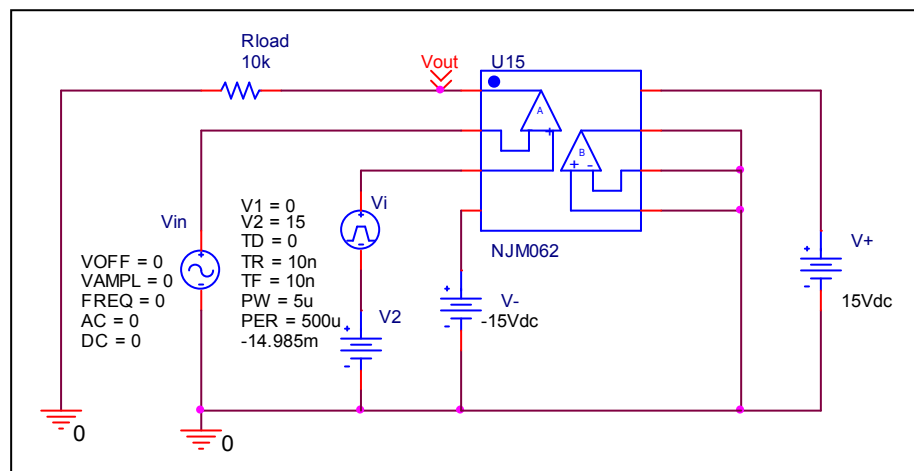 Rload
10k
Vout
U15
A
B
- +
+ -
NJM062
Vin
VOFF = 0
VAMPL = 0
FREQ = 0
AC = 0
DC = 0
+
-
V1 = 0
V2 = 15
TD = 0
TR = 10n
TF = 10n
PW = 5u
PER = 500u
-14.985m
Vi
+
-
V2
+
-
V-
-15Vdc
+
-
V+
15Vdc
+
-
0
0